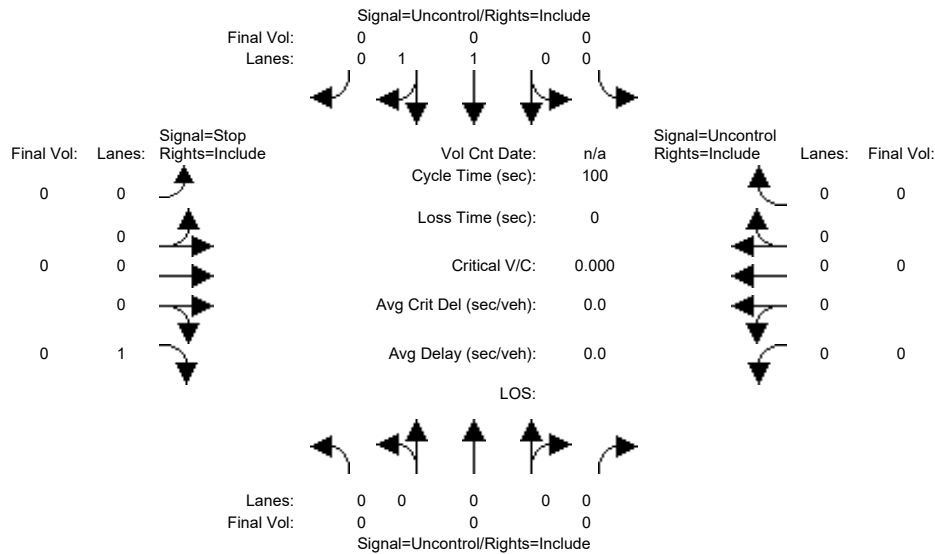 Signal=Uncontrol/Rights=Include
Final Vol: 0 0 0
Lanes: 0 1 1 0 0
Signal=Stop
Final Vol: Lanes: Rights=Include
Vol Cnt Date: n/a
Signal=Uncontrol
Rights=Include Lanes: Final Vol:
Cycle Time (sec): 100
0 0
0 0
Loss Time (sec): 0
0
0
0 0
Critical V/C: 0.000
0 0
0
Avg Crit Del (sec/veh): 0.0
0
0 1
Avg Delay (sec/veh): 0.0
0 0
LOS:
Lanes: 0 0 0 0 0
Final Vol: 0 0 0
Signal=Uncontrol/Rights=Include